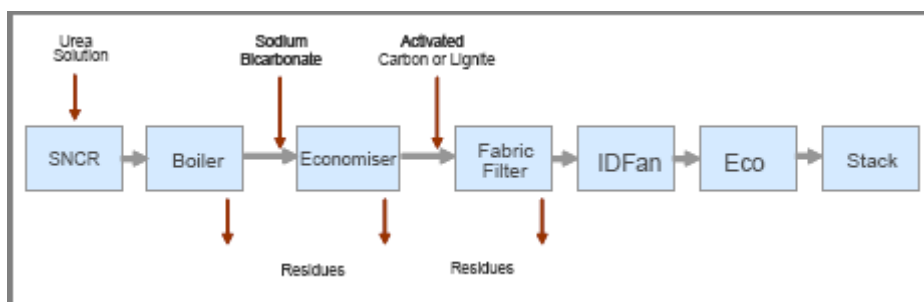 Urea
Solution
Sodium
Bicarbonate
Activated
Carbon or Lignite
SNCR
Boiler
Economiser
Fabric
Filter
IDFan
Eco
Stack
Residues
Residues